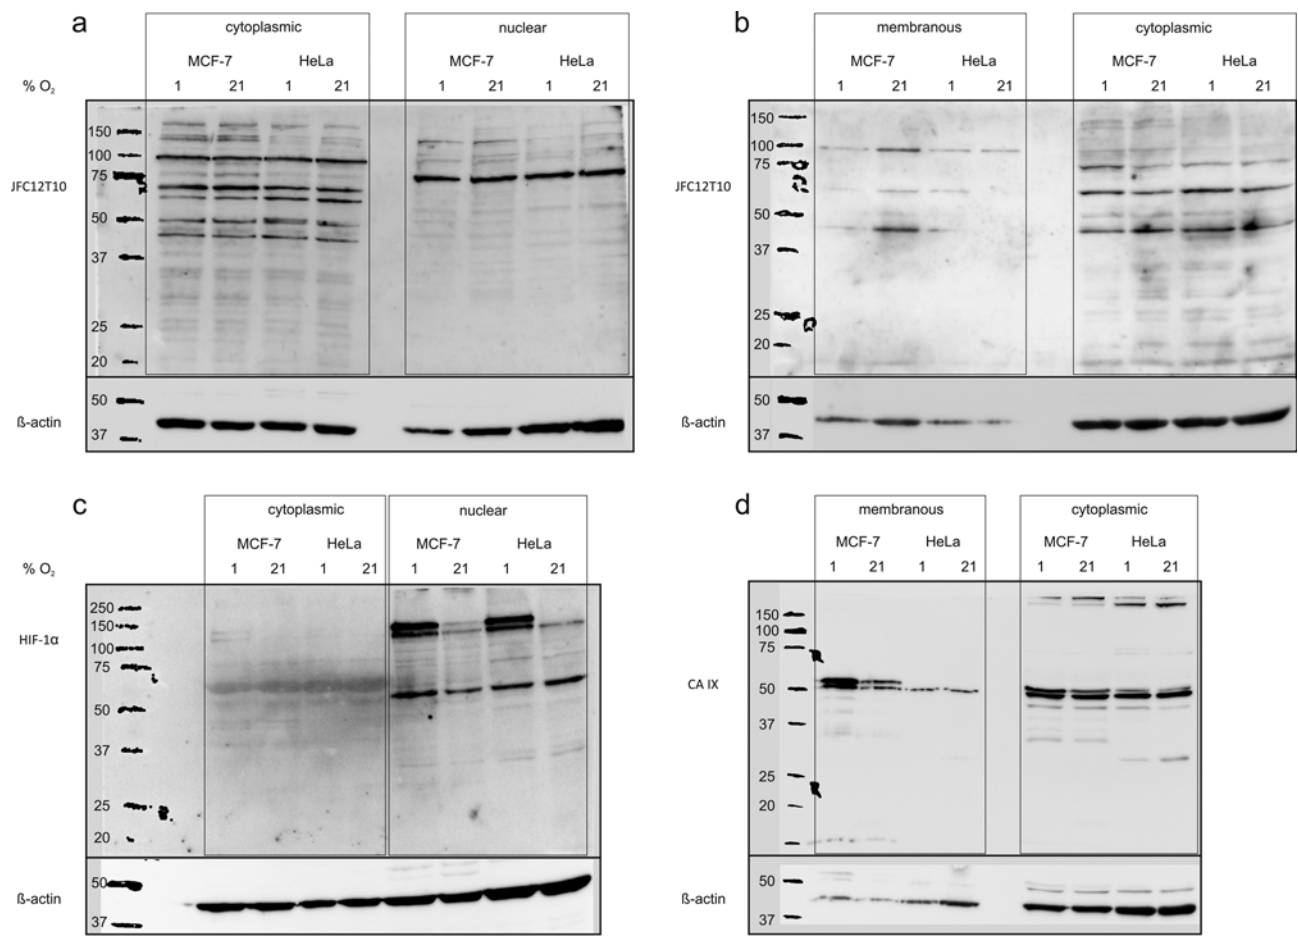 a
cytoplasmic nuclear
MCF-7 HeLa MCF-7 HeLa
% O2 1 21 1 21 1 21 1 21
150
100
75
JFC12T10
50
37
25
20
50
ß-actin
37
b
membranous cytoplasmic
MCF-7 HeLa MCF-7 HeLa
1 21 1 21 1 21 1 21
150
100
75
JFC12T10
50
37
25
20
50
ß-actin
37
c
cytoplasmic nuclear
MCF-7 HeLa MCF-7 HeLa
% O2 1 21 1 21 1 21 1 21
250
150
HIF-1α
100
75
50
37
25
20
50
ß-actin
37
d
membranous cytoplasmic
MCF-7 HeLa MCF-7 HeLa
1 21 1 21 1 21 1 21
150
100
75
CA IX
50
37
25
20
50
ß-actin
37